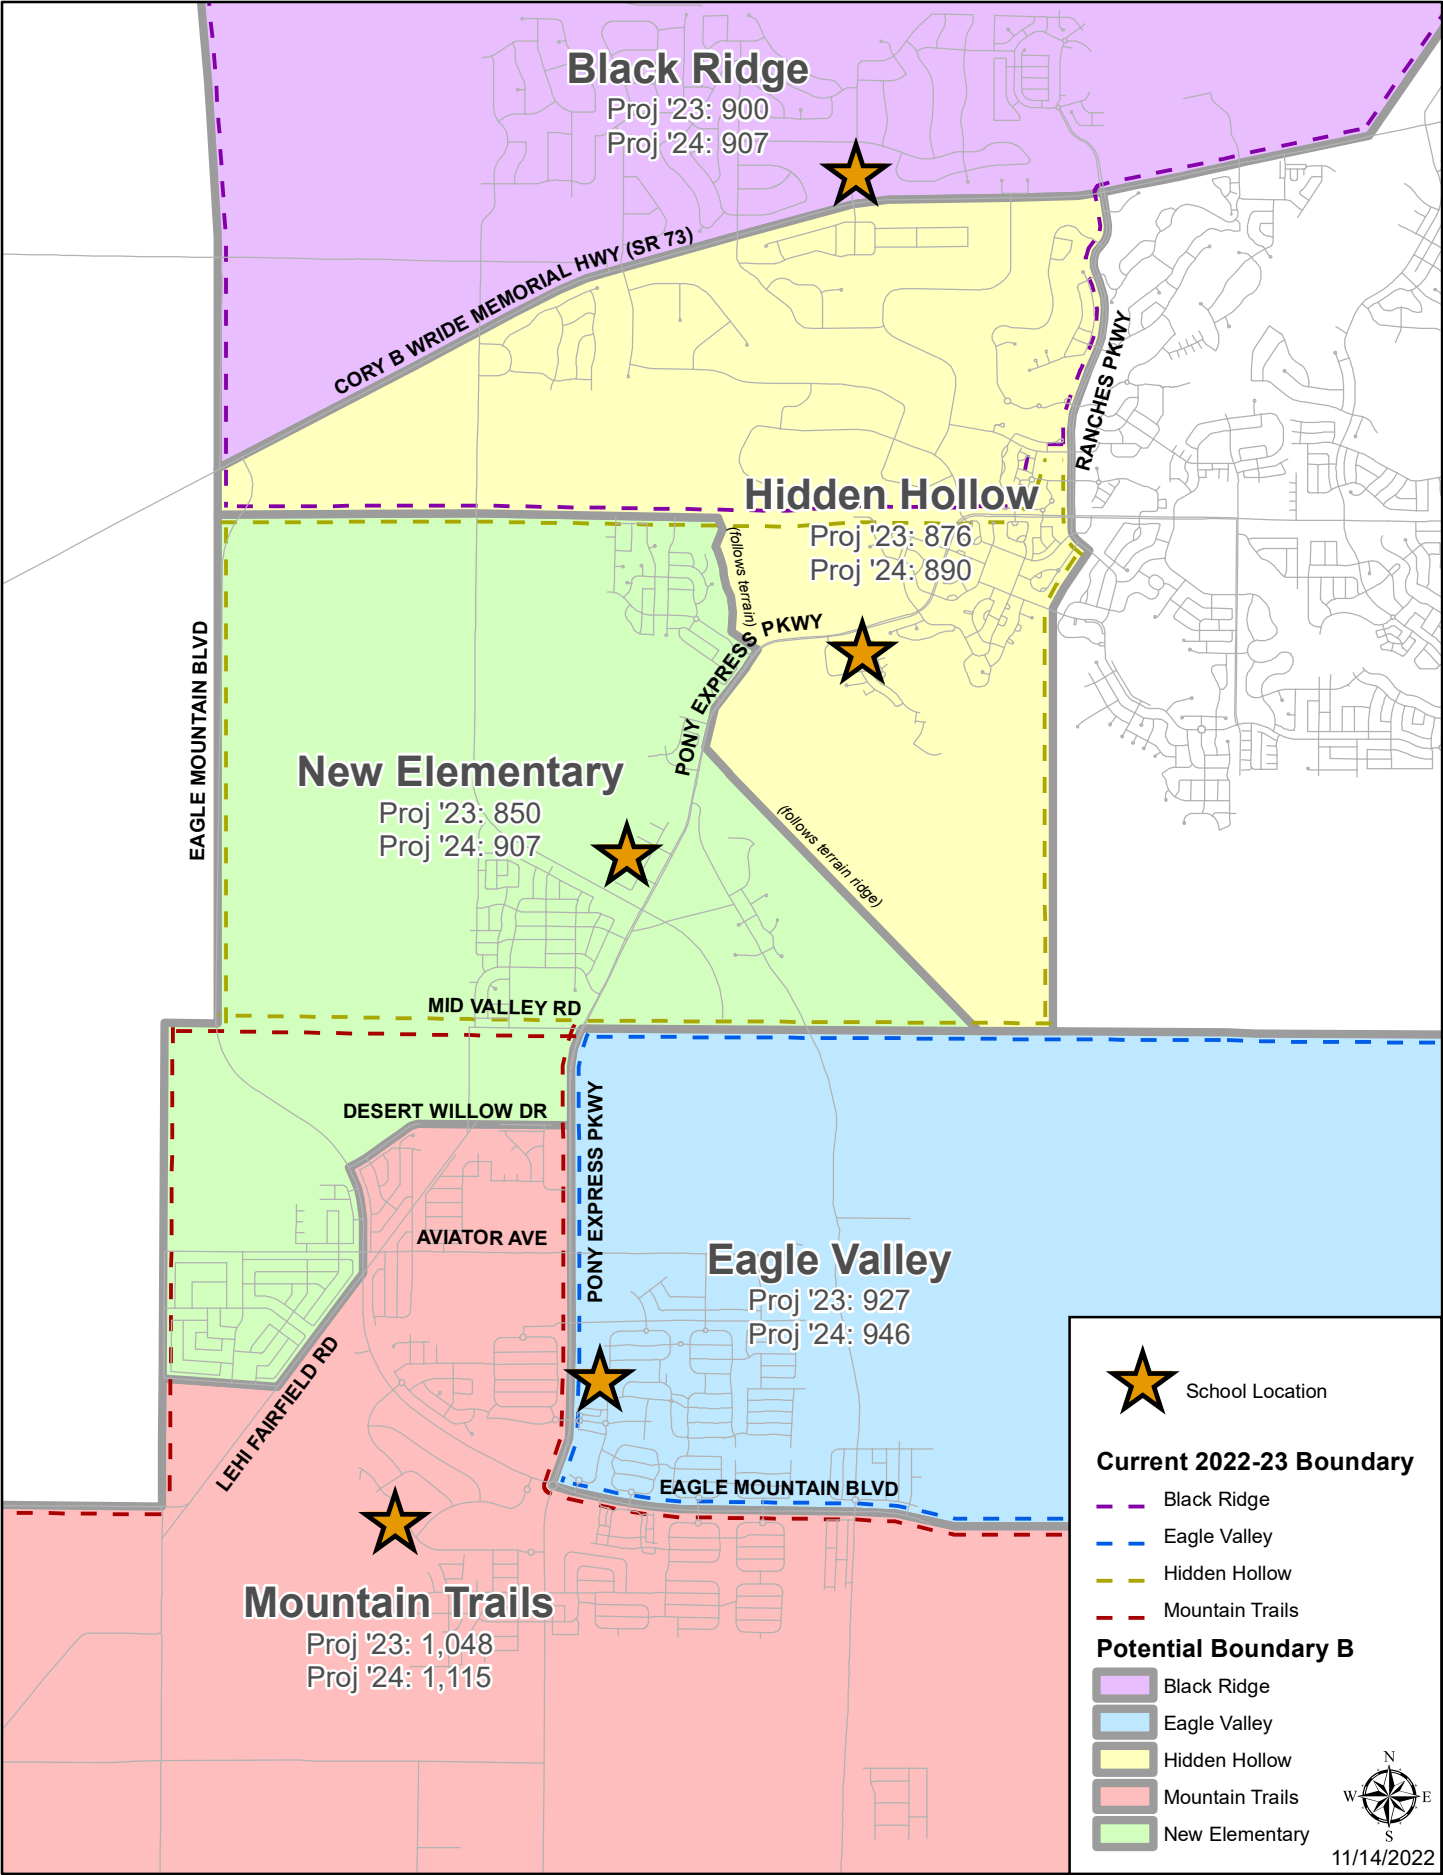 Black Ridge
Proj '23: 900
Proj '24: 907
CORY B WRIDE MEMORIAL HWY (SR 73)
RANCHES PKWY
Hidden Hollow
Proj '23: 876
Proj '24: 890
(follows terrain)
PONY EXPRESS PKWY
EAGLE MOUNTAIN BLVD
New Elementary
Proj '23: 850
Proj '24: 907
(follows terrain ridge)
MID VALLEY RD
DESERT WILLOW DR
PONY EXPRESS PKWY
AVIATOR AVE
Eagle Valley
Proj '23: 927
Proj '24: 946
LEHI FAIRFIELD RD
EAGLE MOUNTAIN BLVD
Mountain Trails
Proj '23: 1,048
Proj '24: 1,115
School Location
Current 2022-23 Boundary
Black Ridge
Eagle Valley
Hidden Hollow
Mountain Trails
Potential Boundary B
Black Ridge
Eagle Valley
Hidden Hollow
Mountain Trails
New Elementary
N
W E
S
11/14/2022